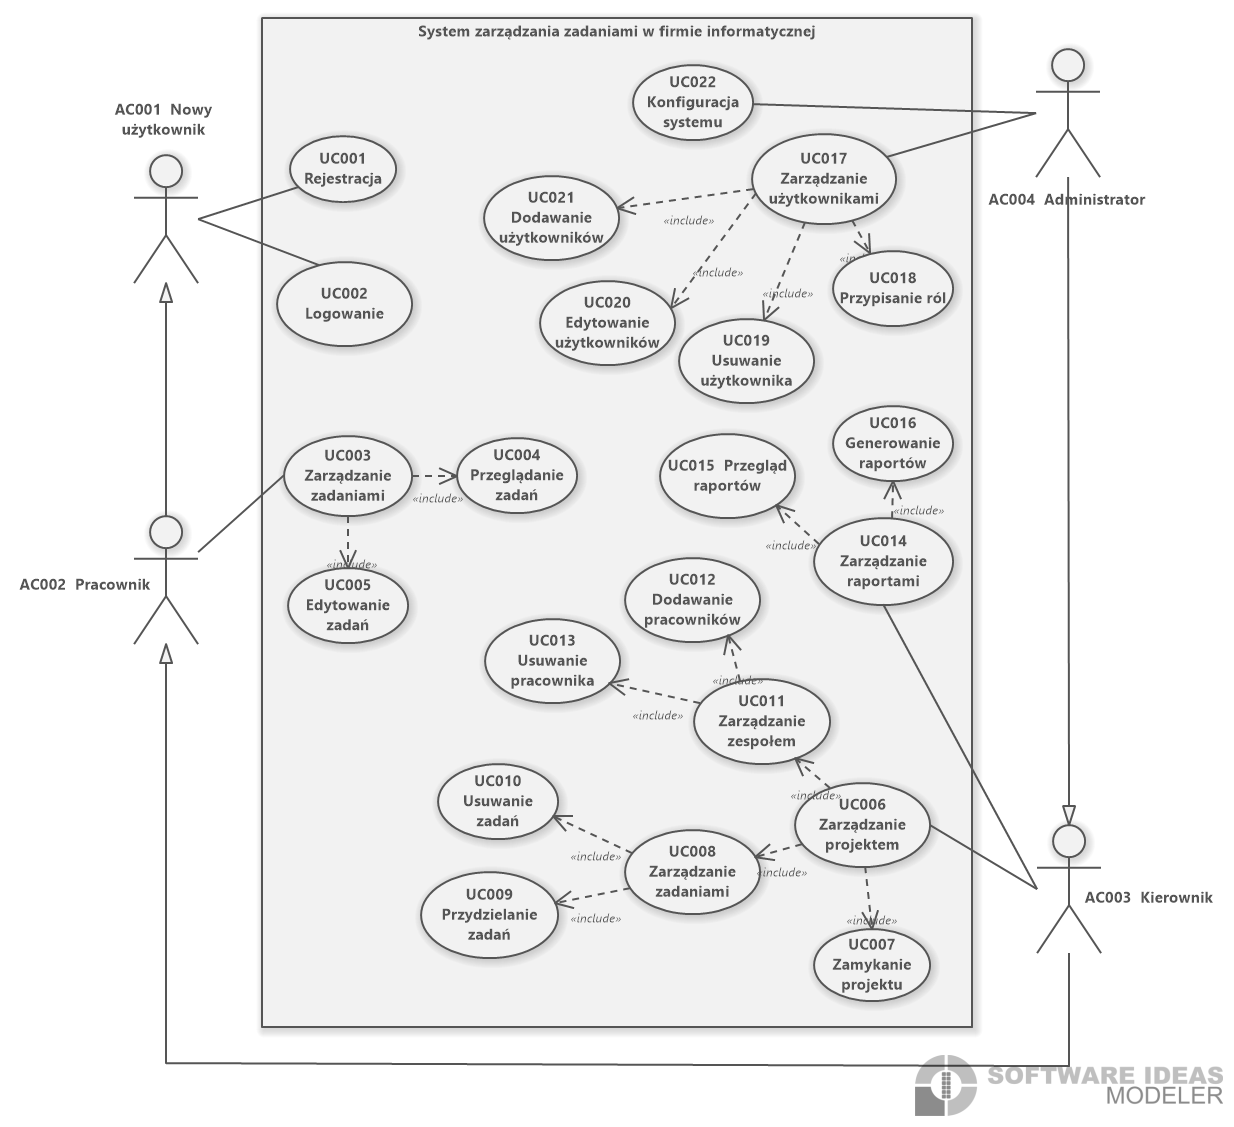 System zarządzania zadaniami w firmie informatycznej
AC001 Nowy
użytkownik
UC001
Rejestracja
UC002
Logowanie
UC022
Konfiguracja
systemu
UC017
Zarządzanie
użytkownikami
AC004 Administrator
UC021
Dodawanie
użytkowników
«include»
«include»
«include»
UC018
Przypisanie ról
UC020
Edytowanie
użytkowników
UC019
Usuwanie
użytkownika
UC003
Zarządzanie
zadaniami
«include»
UC004
Przeglądanie
zadań
UC016
Generowanie
raportów
UC015 Przegląd
raportów
«include»
«include»
UC014
Zarządzanie
raportami
AC002 Pracownik
«include»
UC005
Edytowanie
zadań
UC012
Dodawanie
pracowników
UC013
Usuwanie
pracownika
«include»
«include»
UC011
Zarządzanie
zespołem
UC010
Usuwanie
zadań
«include»
UC006
Zarządzanie
projektem
«include»
UC008
Zarządzanie
zadaniami
«include»
UC009
Przydzielanie
zadań
«include»
«include»
UC007
Zamykanie
projektu
AC003 Kierownik
SOFTWARE IDEAS
MODELER